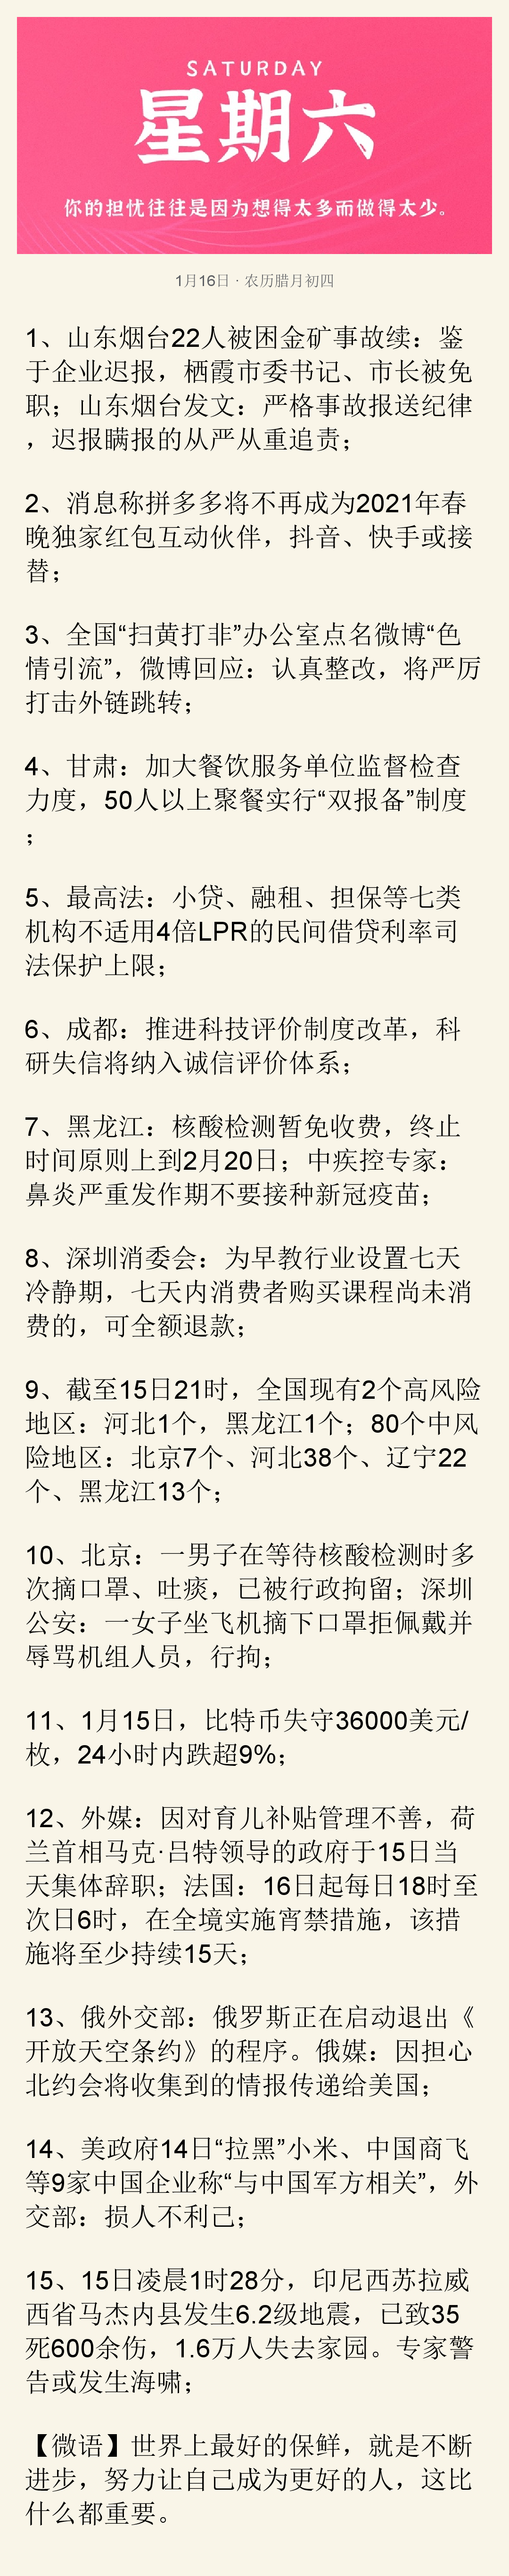 SATURDAY
星期六
你的担忧往往是因为想得太多而做得太少。
1月16日 · 农历腊月初四
1、山东烟台22人被困金矿事故续：鉴
于企业迟报，栖霞市委书记、市长被免
职；山东烟台发文：严格事故报送纪律
，迟报瞒报的从严从重追责；
2、消息称拼多多将不再成为2021年春
晚独家红包互动伙伴，抖音、快手或接
替；
3、全国“扫黄打非”办公室点名微博“色
情引流”，微博回应：认真整改，将严厉
打击外链跳转；
4、甘肃：加大餐饮服务单位监督检查
力度，50人以上聚餐实行“双报备”制度
；
5、最高法：小贷、融租、担保等七类
机构不适用4倍LPR的民间借贷利率司
法保护上限；
6、成都：推进科技评价制度改革，科
研失信将纳入诚信评价体系；
7、黑龙江：核酸检测暂免收费，终止
时间原则上到2月20日；中疾控专家：
鼻炎严重发作期不要接种新冠疫苗；
8、深圳消委会：为早教行业设置七天
冷静期，七天内消费者购买课程尚未消
费的，可全额退款；
9、截至15日21时，全国现有2个高风险
地区：河北1个，黑龙江1个；80个中风
险地区：北京7个、河北38个、辽宁22
个、黑龙江13个；
10、北京：一男子在等待核酸检测时多
次摘口罩、吐痰，已被行政拘留；深圳
公安：一女子坐飞机摘下口罩拒佩戴并
辱骂机组人员，行拘；
11、1月15日，比特币失守36000美元/
枚，24小时内跌超9%；
12、外媒：因对育儿补贴管理不善，荷
兰首相马克·吕特领导的政府于15日当
天集体辞职；法国：16日起每日18时至
次日6时，在全境实施宵禁措施，该措
施将至少持续15天；
13、俄外交部：俄罗斯正在启动退出《
开放天空条约》的程序。俄媒：因担心
北约会将收集到的情报传递给美国；
14、美政府14日“拉黑”小米、中国商飞
等9家中国企业称“与中国军方相关”，外
交部：损人不利己；
15、15日凌晨1时28分，印尼西苏拉威
西省马杰内县发生6.2级地震，已致35
死600余伤，1.6万人失去家园。专家警
告或发生海啸；
【微语】世界上最好的保鲜，就是不断
进步，努力让自己成为更好的人，这比
什么都重要。